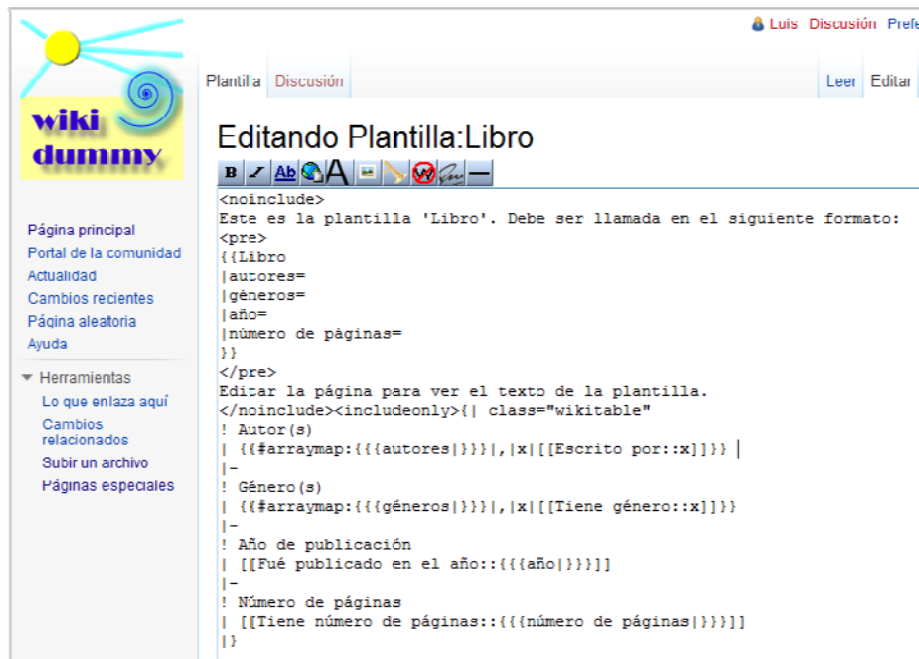 Luis Discusión Prefe
Plantilla Discusión
Leer Editar
wiki
dummy
Editando Plantilla:Libro
B I Ab A W
<noinclude>
Este es la plantilla 'Libro'. Debe ser llamada en el siguiente formato:
<pre>
{{Libro
|autores=
|géneros=
|año=
|número de páginas=
}}
</pre>
Editar la página para ver el texto de la plantilla.
</noinclude><includeonly>{| class="wikitable"
! Autor(s)
| {{#arraymap:{{{autores|}}}|,|x|[[Escrito por::x]]}}
|-
! Género(s)
| {{#arraymap:{{{géneros|}}}|,|x|[[Tiene género::x]]}}
|-
! Año de publicación
| [[Fué publicado en el año::{{{año|}}}]]
|-
! Número de páginas
| [[Tiene número de páginas::{{{número de páginas|}}}]]
|}
Página principal
Portal de la comunidad
Actualidad
Cambios recientes
Página aleatoria
Ayuda
Herramientas
Lo que enlaza aquí
Cambios
relacionados
Subir un archivo
Páginas especiales